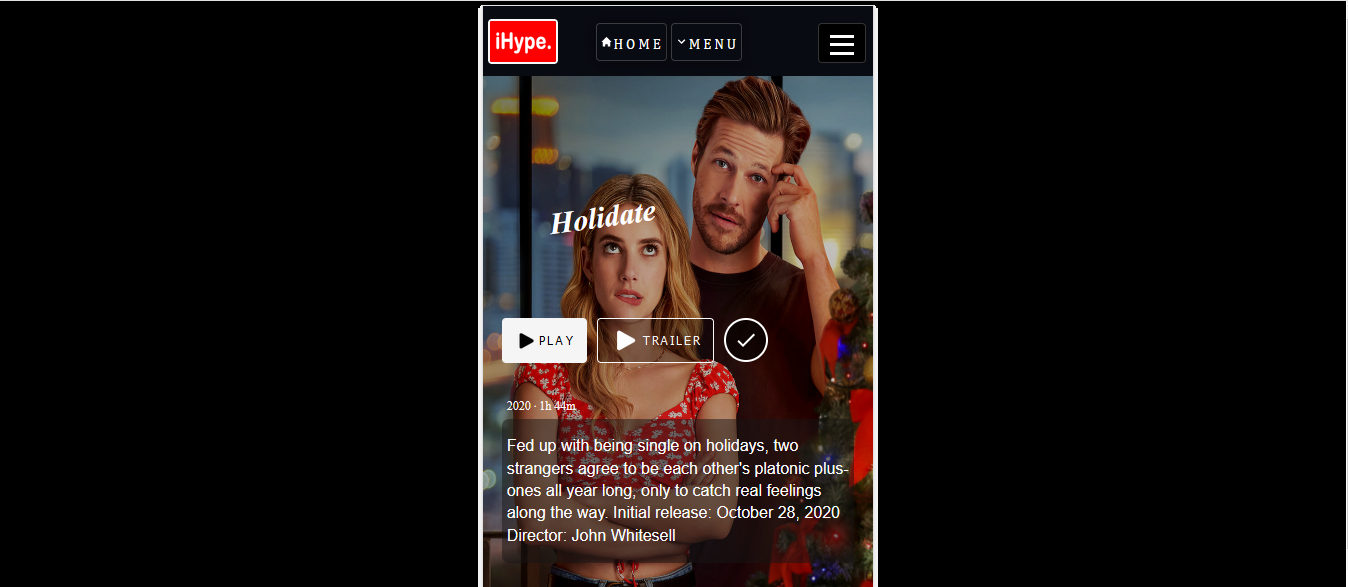 iHype.
HOME
MENU
Holidate
PLAY
TRAILER
2020 · 1h 44m
Fed up with being single on holidays, two
strangers agree to be each other's platonic plus-
ones all year long, only to catch real feelings
along the way. Initial release: October 28, 2020
Director: John Whitesell